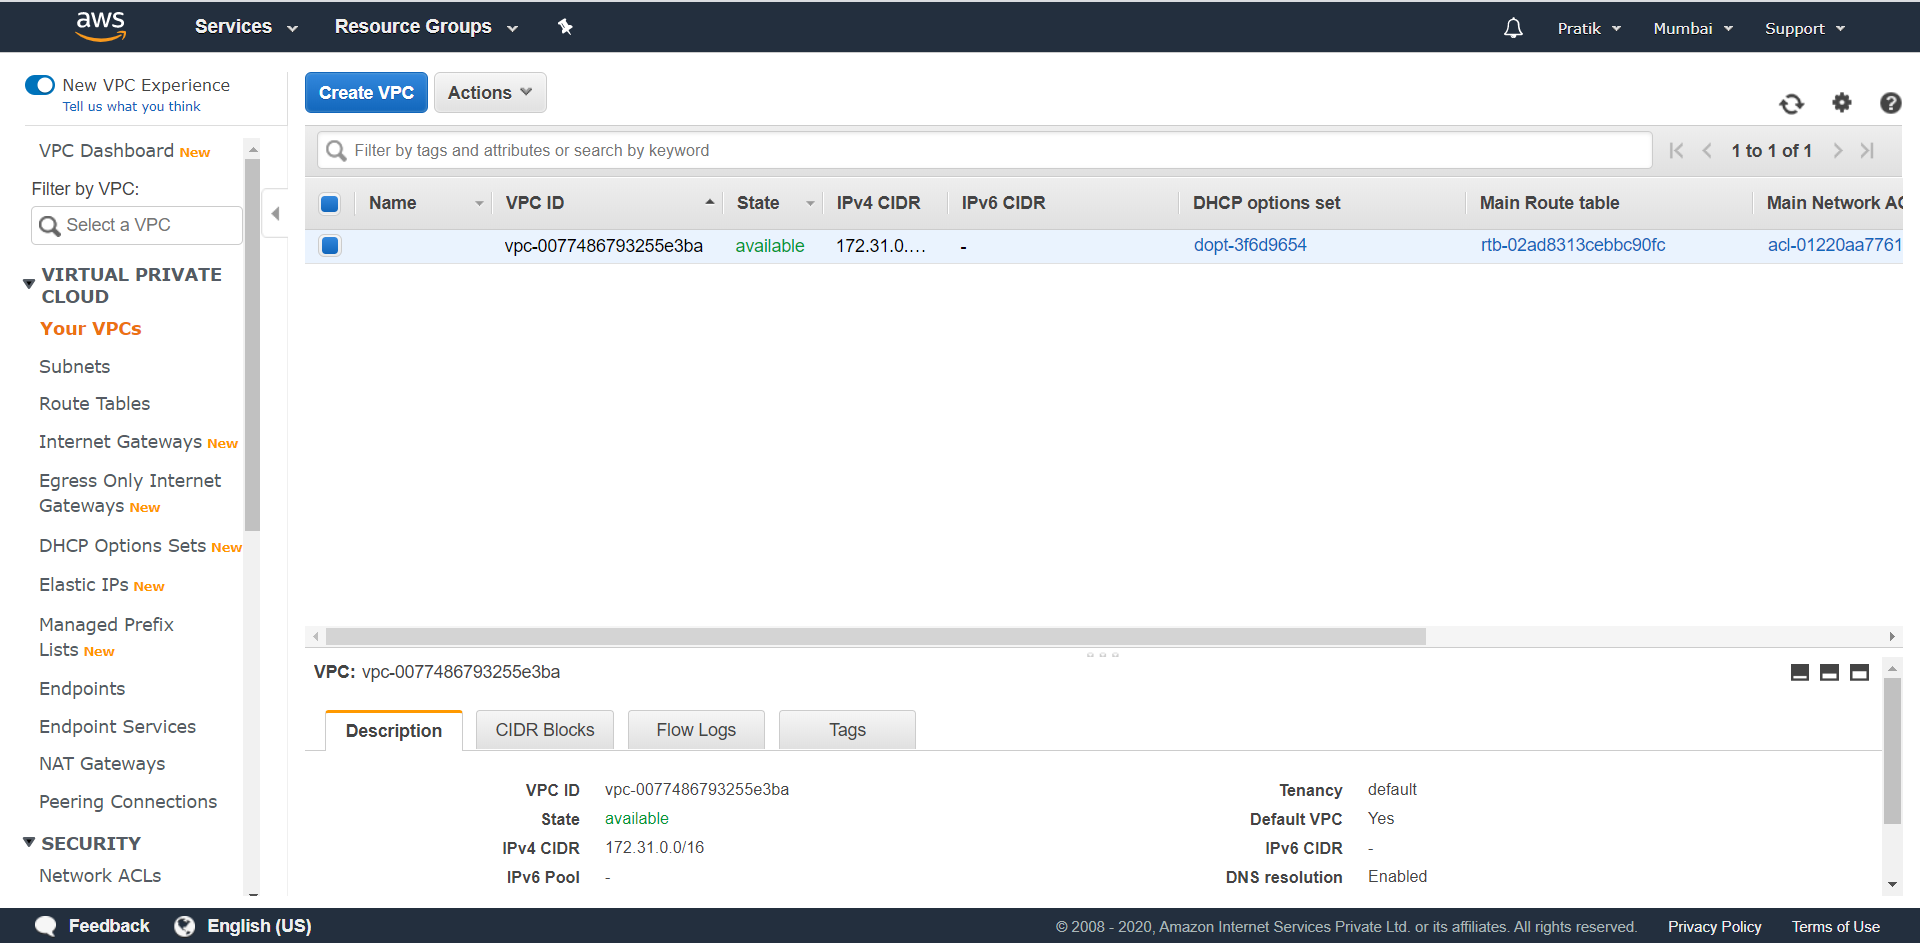 aws
Services
Resource Groups
Pratik
Mumbai
Support
New VPC Experience
Tell us what you think
VPC Dashboard New
Filter by VPC:
Select a VPC
VIRTUAL PRIVATE
CLOUD
Your VPCs
Subnets
Route Tables
Internet Gateways New
Egress Only Internet
Gateways New
DHCP Options Sets New
Elastic IPs New
Managed Prefix
Lists New
Endpoints
Endpoint Services
NAT Gateways
Peering Connections
SECURITY
Network ACLs
Create VPC
Actions
Filter by tags and attributes or search by keyword
1 to 1 of 1
Name VPC ID State IPv4 CIDR IPv6 CIDR DHCP options set Main Route table Main Network AC
vpc-0077486793255e3ba available 172.31.0.... - dopt-3f6d9654 rtb-02ad8313cebbc90fc acl-01220aa7761
VPC: vpc-0077486793255e3ba
Description
CIDR Blocks
Flow Logs
Tags
VPC ID vpc-0077486793255e3ba
State available
IPv4 CIDR 172.31.0.0/16
IPv6 Pool -
Tenancy default
Default VPC Yes
IPv6 CIDR -
DNS resolution Enabled
Feedback
English (US)
© 2008 - 2020, Amazon Internet Services Private Ltd. or its affiliates. All rights reserved.
Privacy Policy
Terms of Use